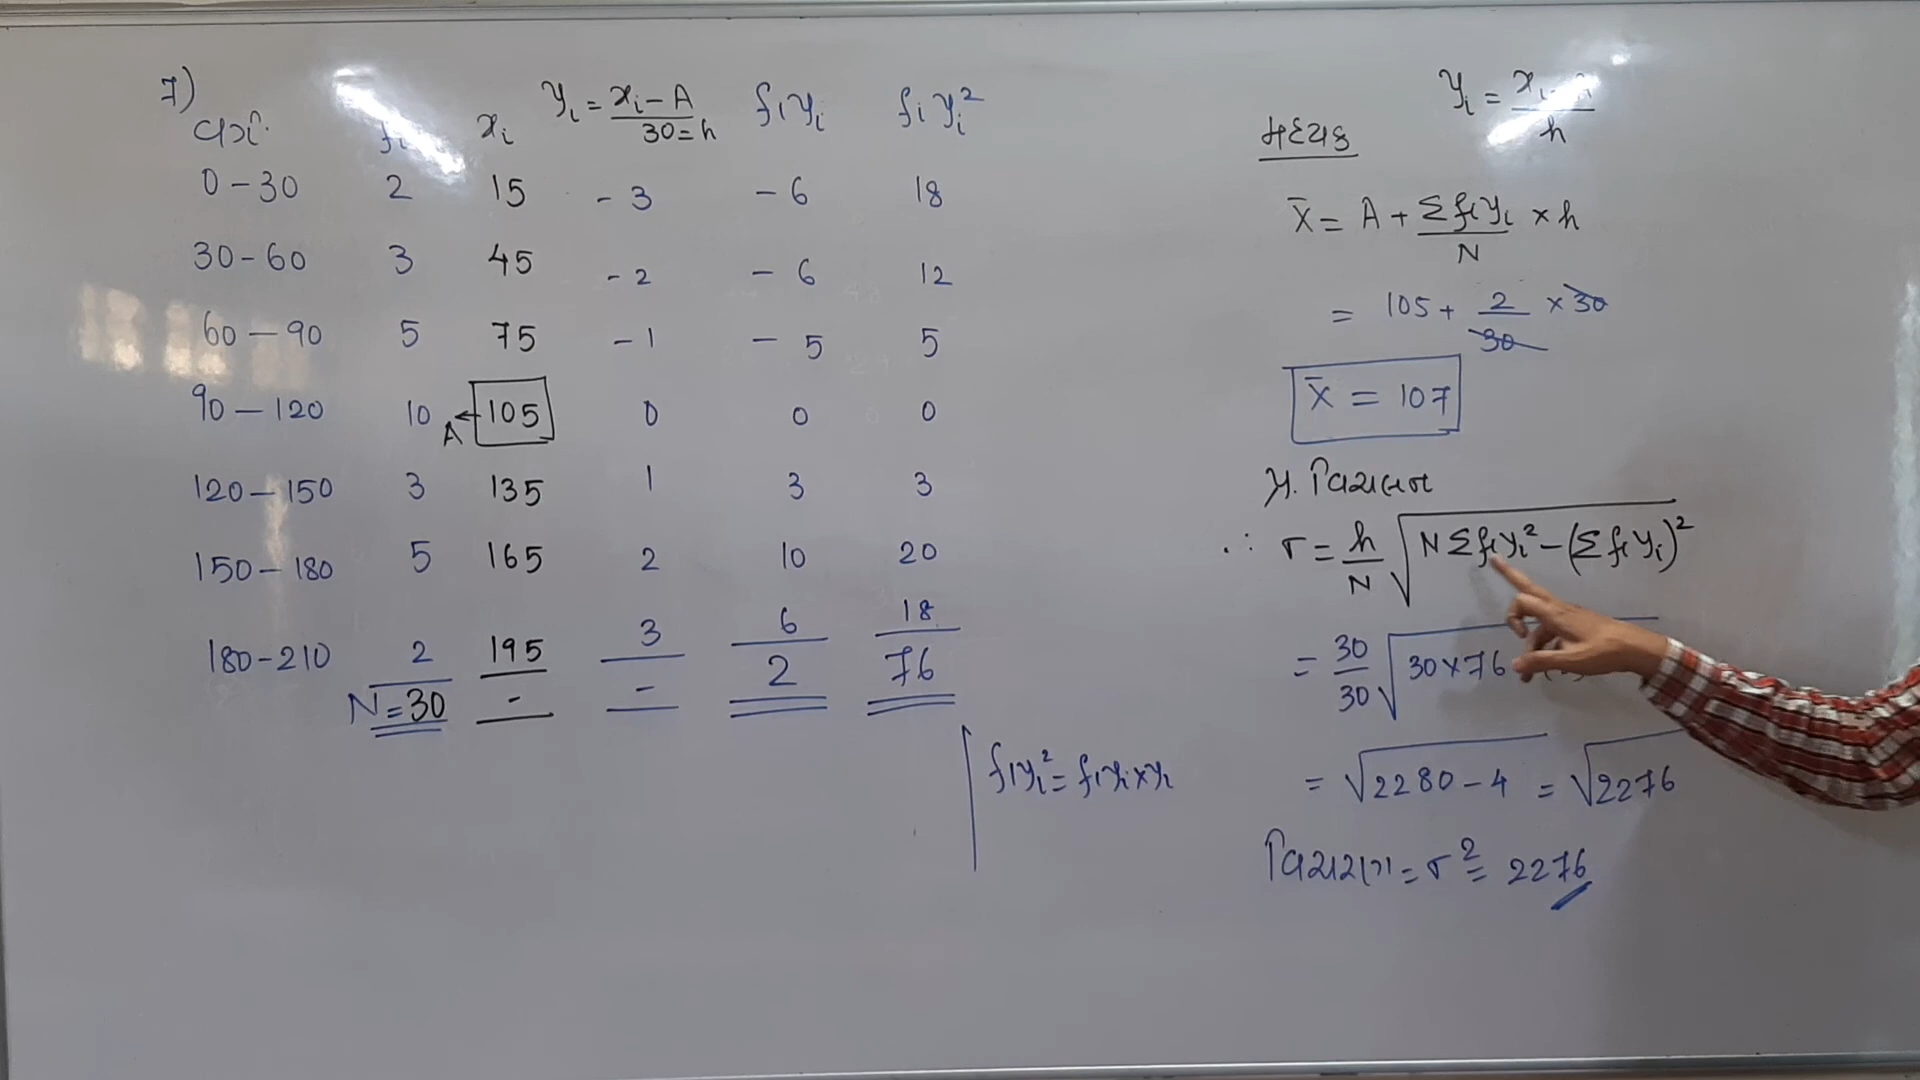 7)
વર્ગ fi xi yi = xi - A / 30 = h fiyi fiyi²
0 - 30 2 15 - 3 - 6 18
30 - 60 3 45 - 2 - 6 12
60 - 90 5 75 - 1 - 5 5
90 - 120 10 A ← 105 0 0 0
120 - 150 3 135 1 3 3
150 - 180 5 165 2 10 20
180 - 210 2 195 3 6 18
N = 30 - - 2 76
fiyi² = fiyi × yi
yi = xi - A / h
મધ્યક
x̄ = A + Σfiyi / N × h
= 105 + 2 / 30 × 30
x̄ = 107
પ્ર. વિચલન
∴ σ = h / N √ N Σfiyi² - (Σfiyi)²
= 30 / 30 √ 30 × 76
= √2280 - 4 = √2276
વિચરણ = σ² = 2276